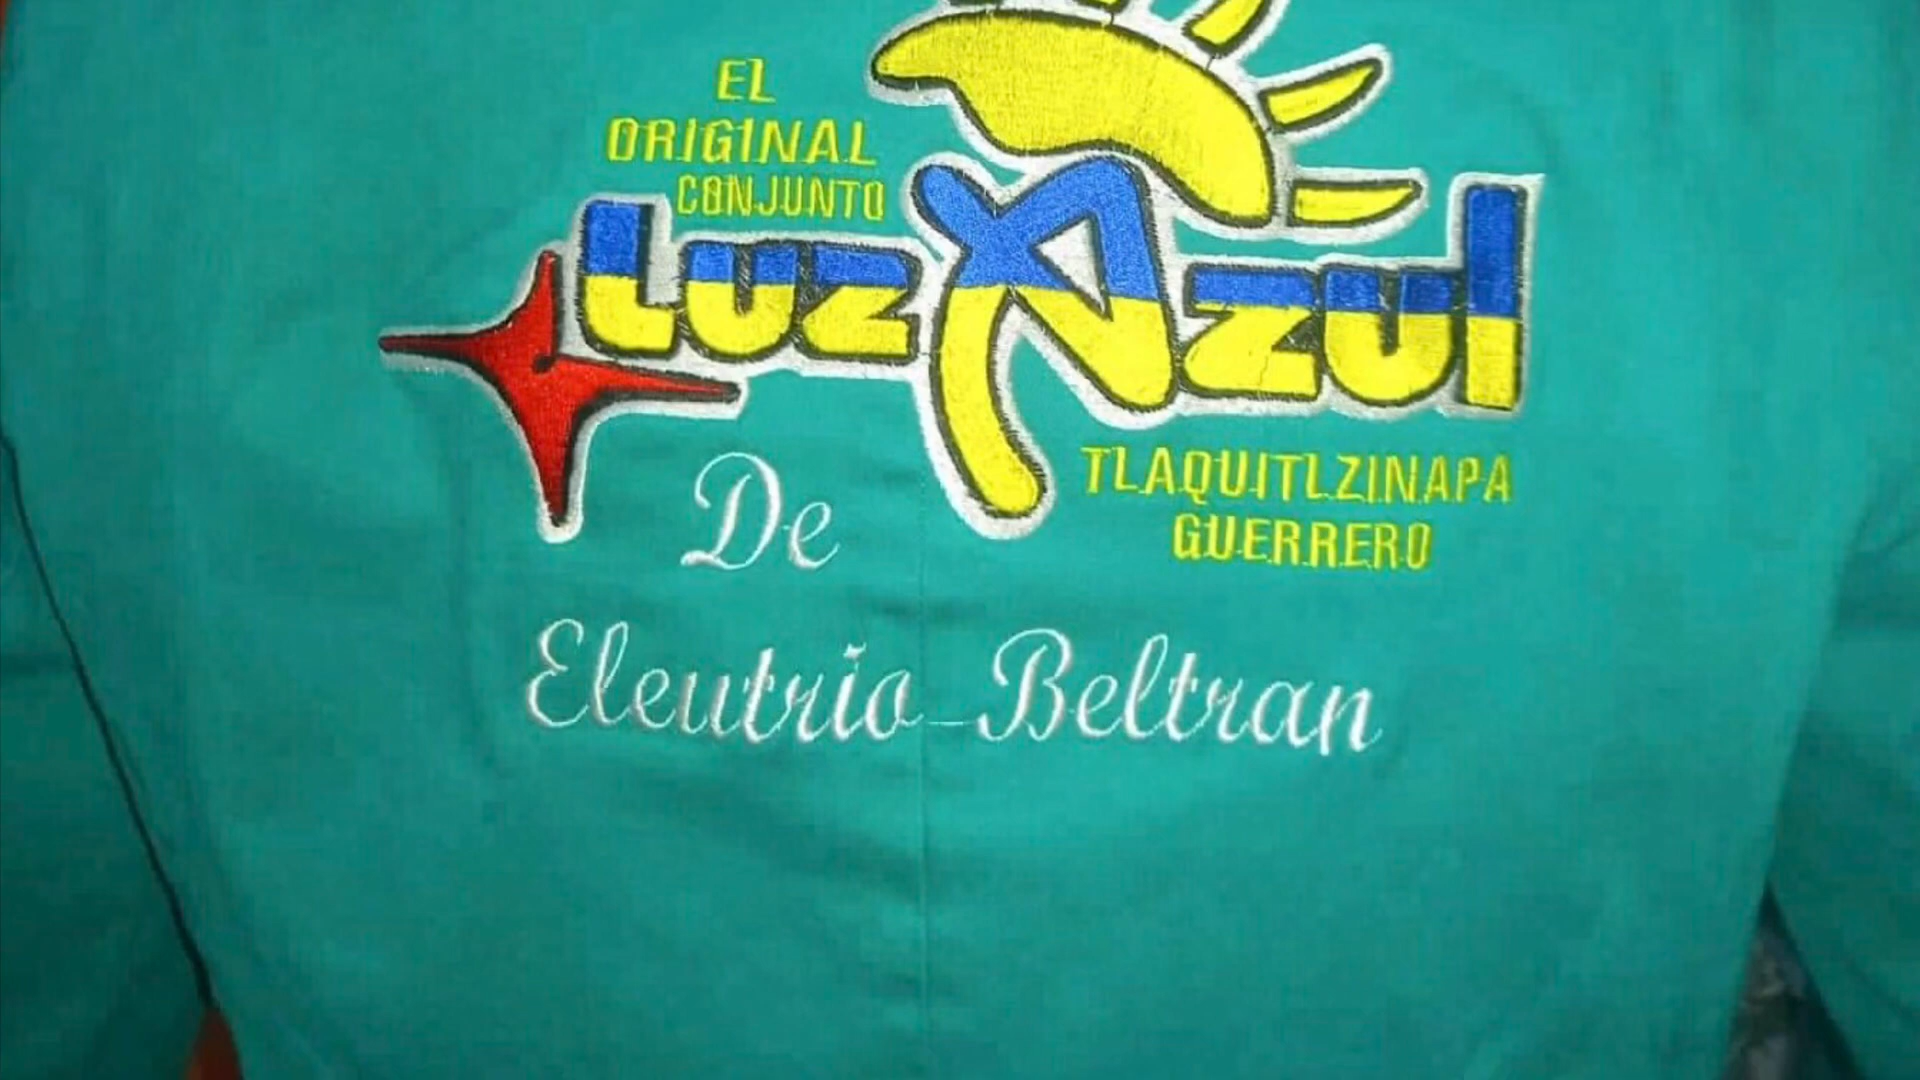 EL
ORIGINAL
CONJUNTO
Luz Azul
TLAQUITLZINAPA
GUERRERO
De
Eleutrio Beltran